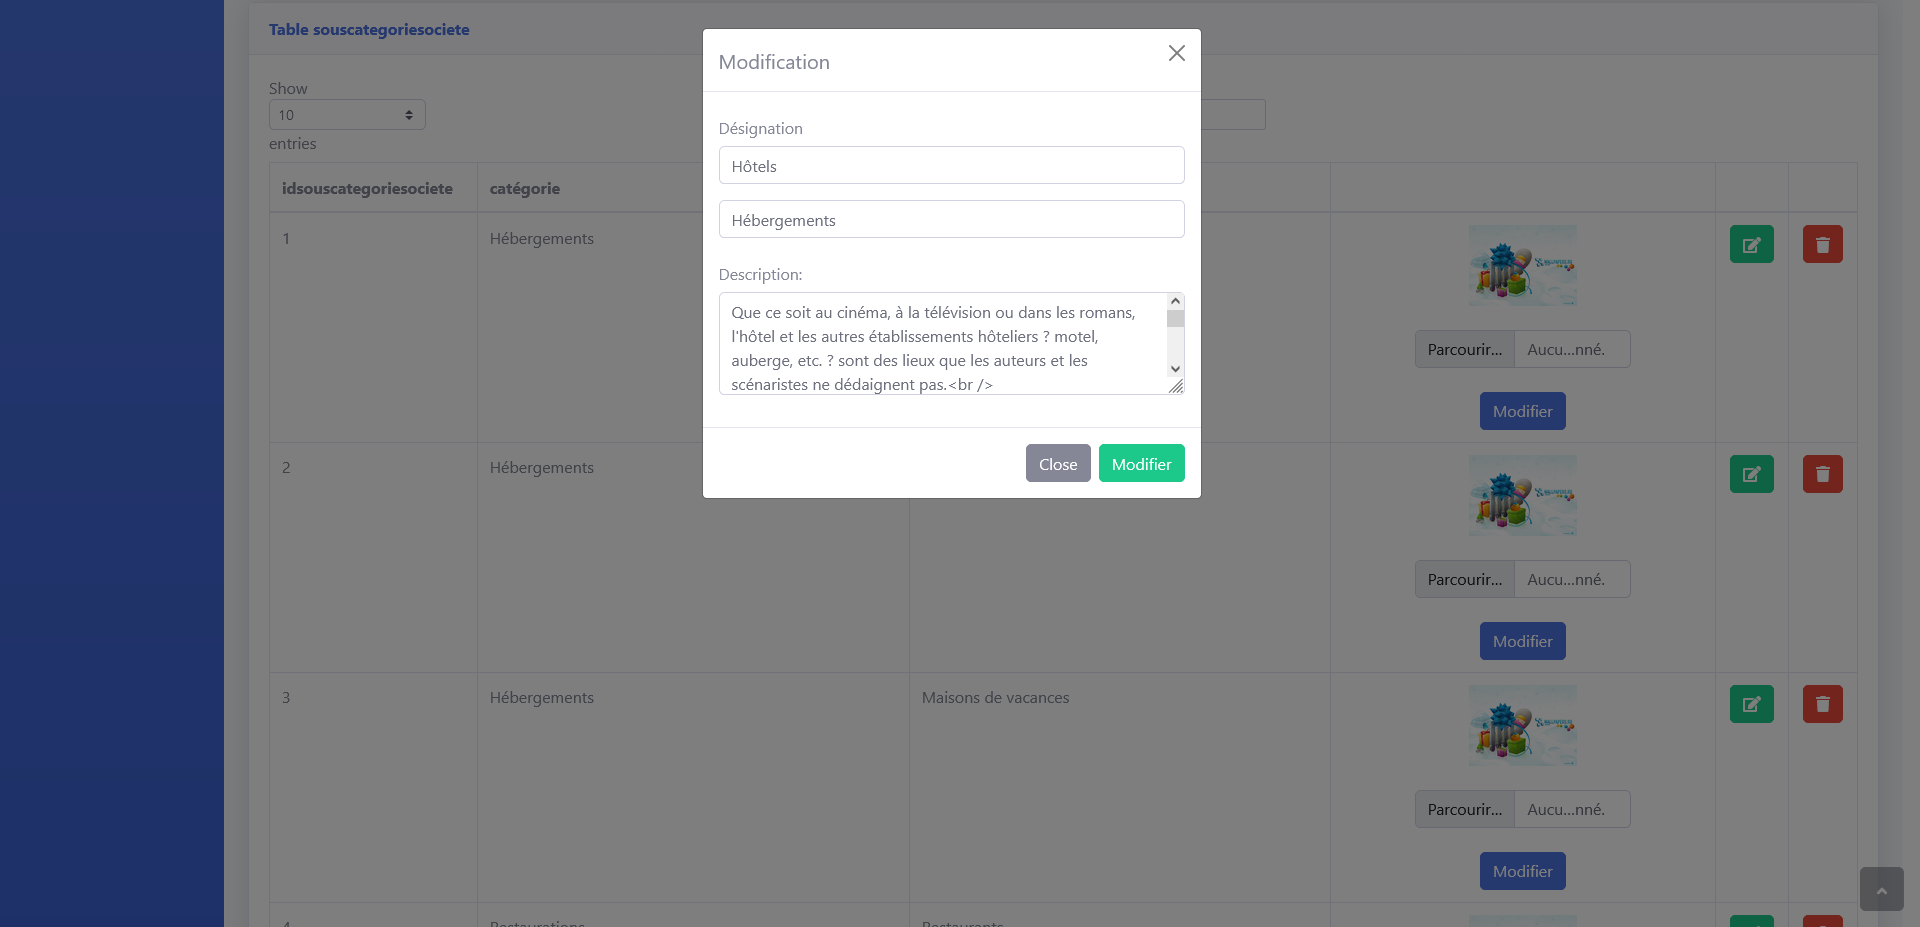 Table souscategoriesociete
Show
10
entries
idsouscategoriesociete
catégorie
1
Hébergements
Parcourir...
Aucu...nné.
Modifier
2
Hébergements
Parcourir...
Aucu...nné.
Modifier
3
Hébergements
Maisons de vacances
Parcourir...
Aucu...nné.
Modifier
4
Restaurations
Restaurants
Modification
Désignation
Hôtels
Hébergements
Description:
Que ce soit au cinéma, à la télévision ou dans les romans,
l'hôtel et les autres établissements hôteliers ? motel,
auberge, etc. ? sont des lieux que les auteurs et les
scénaristes ne dédaignent pas.<br />
Close
Modifier